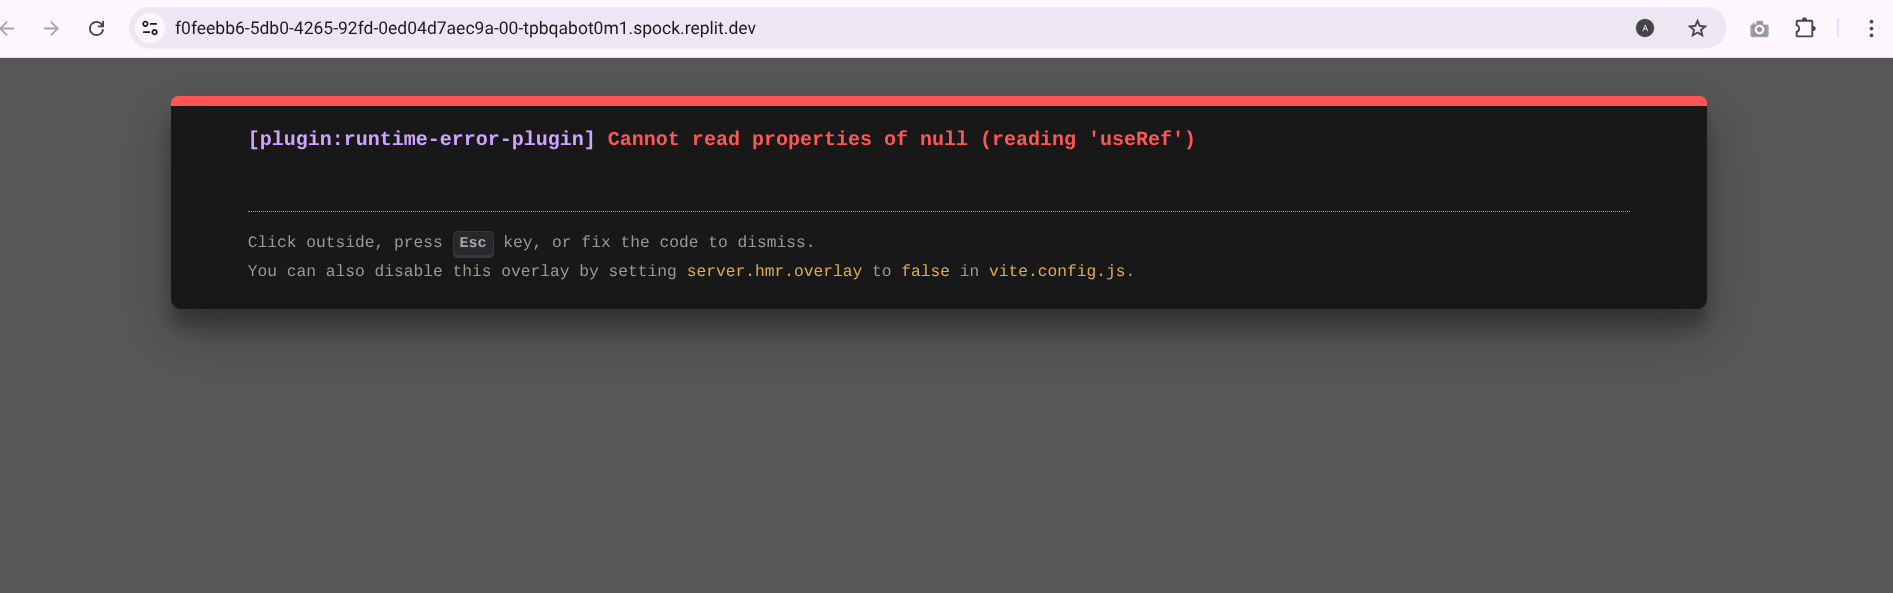 f0feebb6-5db0-4265-92fd-0ed04d7aec9a-00-tpbqabot0m1.spock.replit.dev
A
[plugin:runtime-error-plugin] Cannot read properties of null (reading 'useRef')
Click outside, press Esc key, or fix the code to dismiss.
You can also disable this overlay by setting server.hmr.overlay to false in vite.config.js.